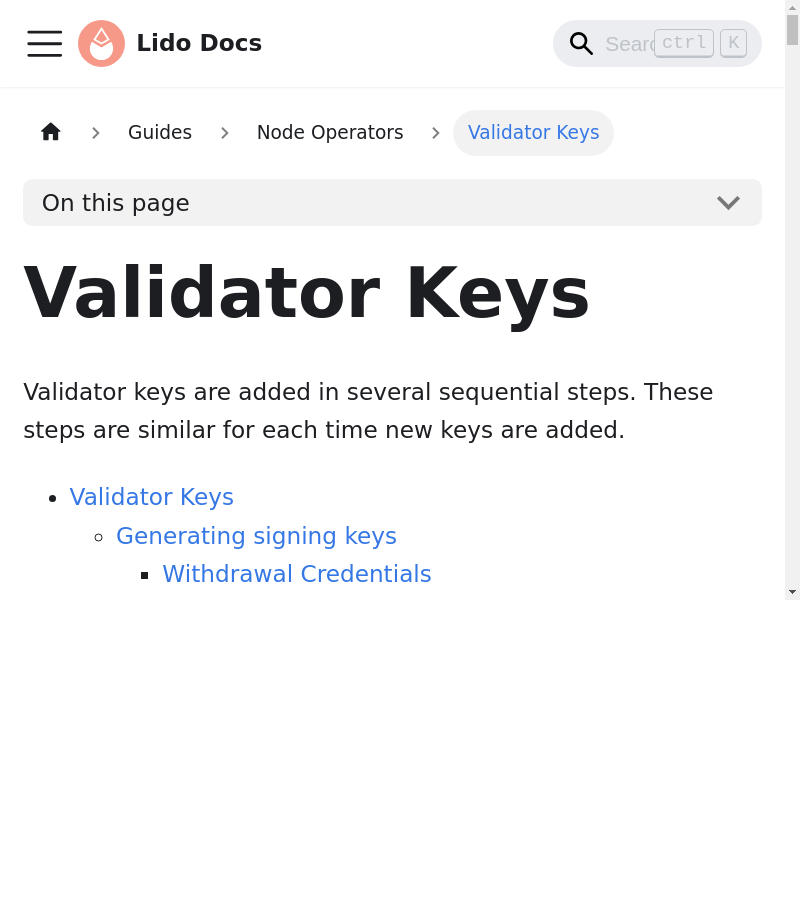 Lido Docs
ctrl K
Guides
Node Operators
Validator Keys
On this page
Validator Keys
Validator keys are added in several sequential steps. These
steps are similar for each time new keys are added.
Validator Keys
Generating signing keys
Withdrawal Credentials